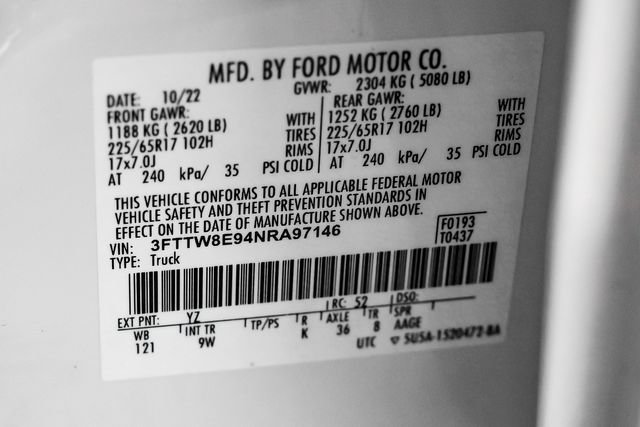 MFD. BY FORD MOTOR CO.
DATE: 10/22 GVWR: 2304 KG ( 5080 LB)
FRONT GAWR: REAR GAWR:
1188 KG ( 2620 LB) WITH 1252 KG ( 2760 LB) WITH
225/65R17 102H TIRES 225/65R17 102H TIRES
17x7.0J RIMS 17x7.0J RIMS
AT 240 kPa/ 35 PSI COLD AT 240 kPa/ 35 PSI COLD
THIS VEHICLE CONFORMS TO ALL APPLICABLE FEDERAL MOTOR
VEHICLE SAFETY AND THEFT PREVENTION STANDARDS IN
EFFECT ON THE DATE OF MANUFACTURE SHOWN ABOVE.
VIN: 3FTTW8E94NRA97146 F0193
TYPE: Truck T0437
EXT PNT: YZ RC: 52 DSO:
WB INT TR TP/PS R AXLE TR SPR
121 9W K 36 8 AAGE
UTC ▽ 5U5A-1520472-BA